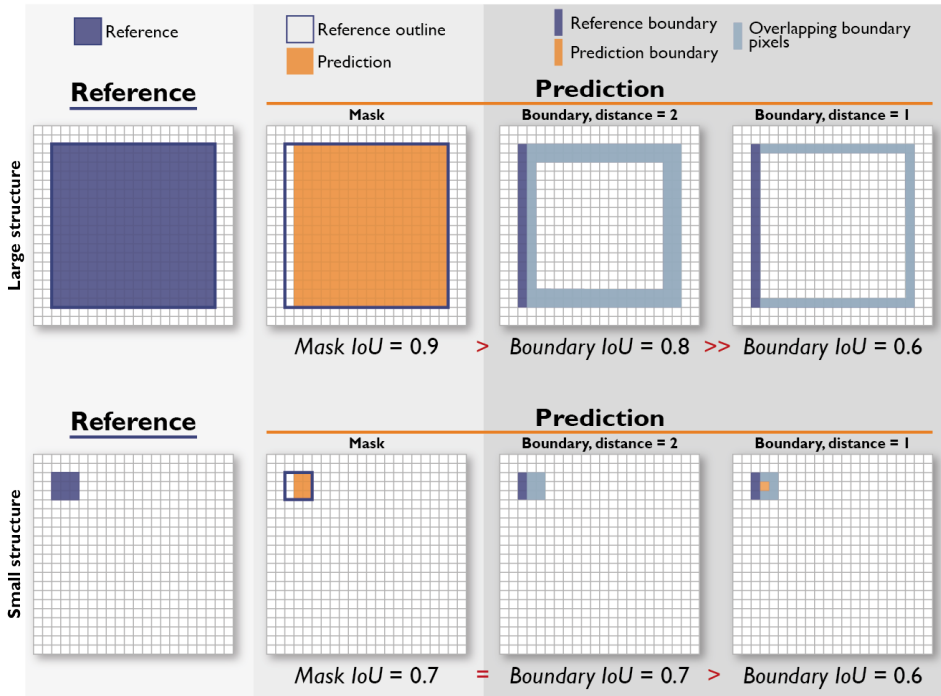 Reference
Reference outline
Prediction
Reference boundary
Prediction boundary
Overlapping boundary
pixels
Large structure
Reference
Prediction
Mask
Boundary, distance = 2
Boundary, distance = 1
Mask IoU = 0.9 > Boundary IoU = 0.8 >> Boundary IoU = 0.6
Small structure
Reference
Prediction
Mask
Boundary, distance = 2
Boundary, distance = 1
Mask IoU = 0.7 = Boundary IoU = 0.7 > Boundary IoU = 0.6